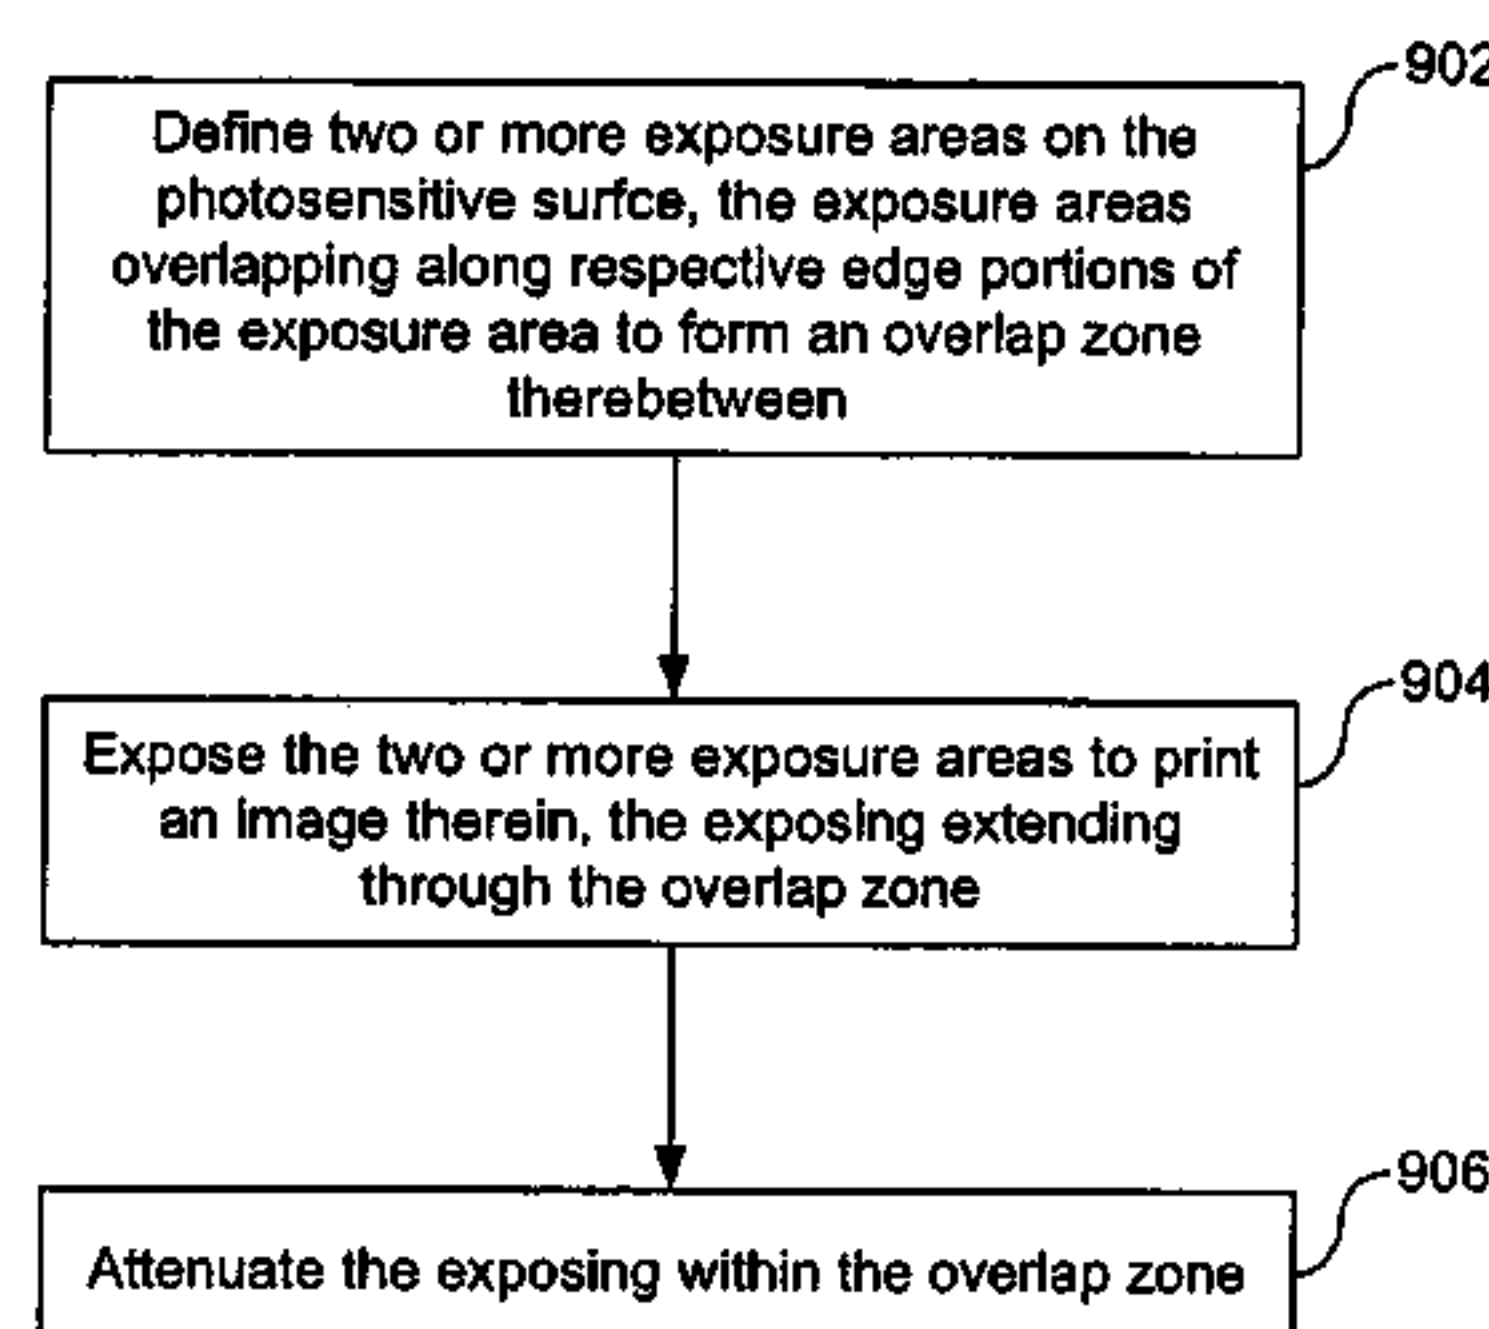 902
Define two or more exposure areas on the
photosensitive surfce, the exposure areas
overlapping along respective edge portions of
the exposure area to form an overlap zone
therebetween
904
Expose the two or more exposure areas to print
an image therein, the exposing extending
through the overlap zone
906
Attenuate the exposing within the overlap zone